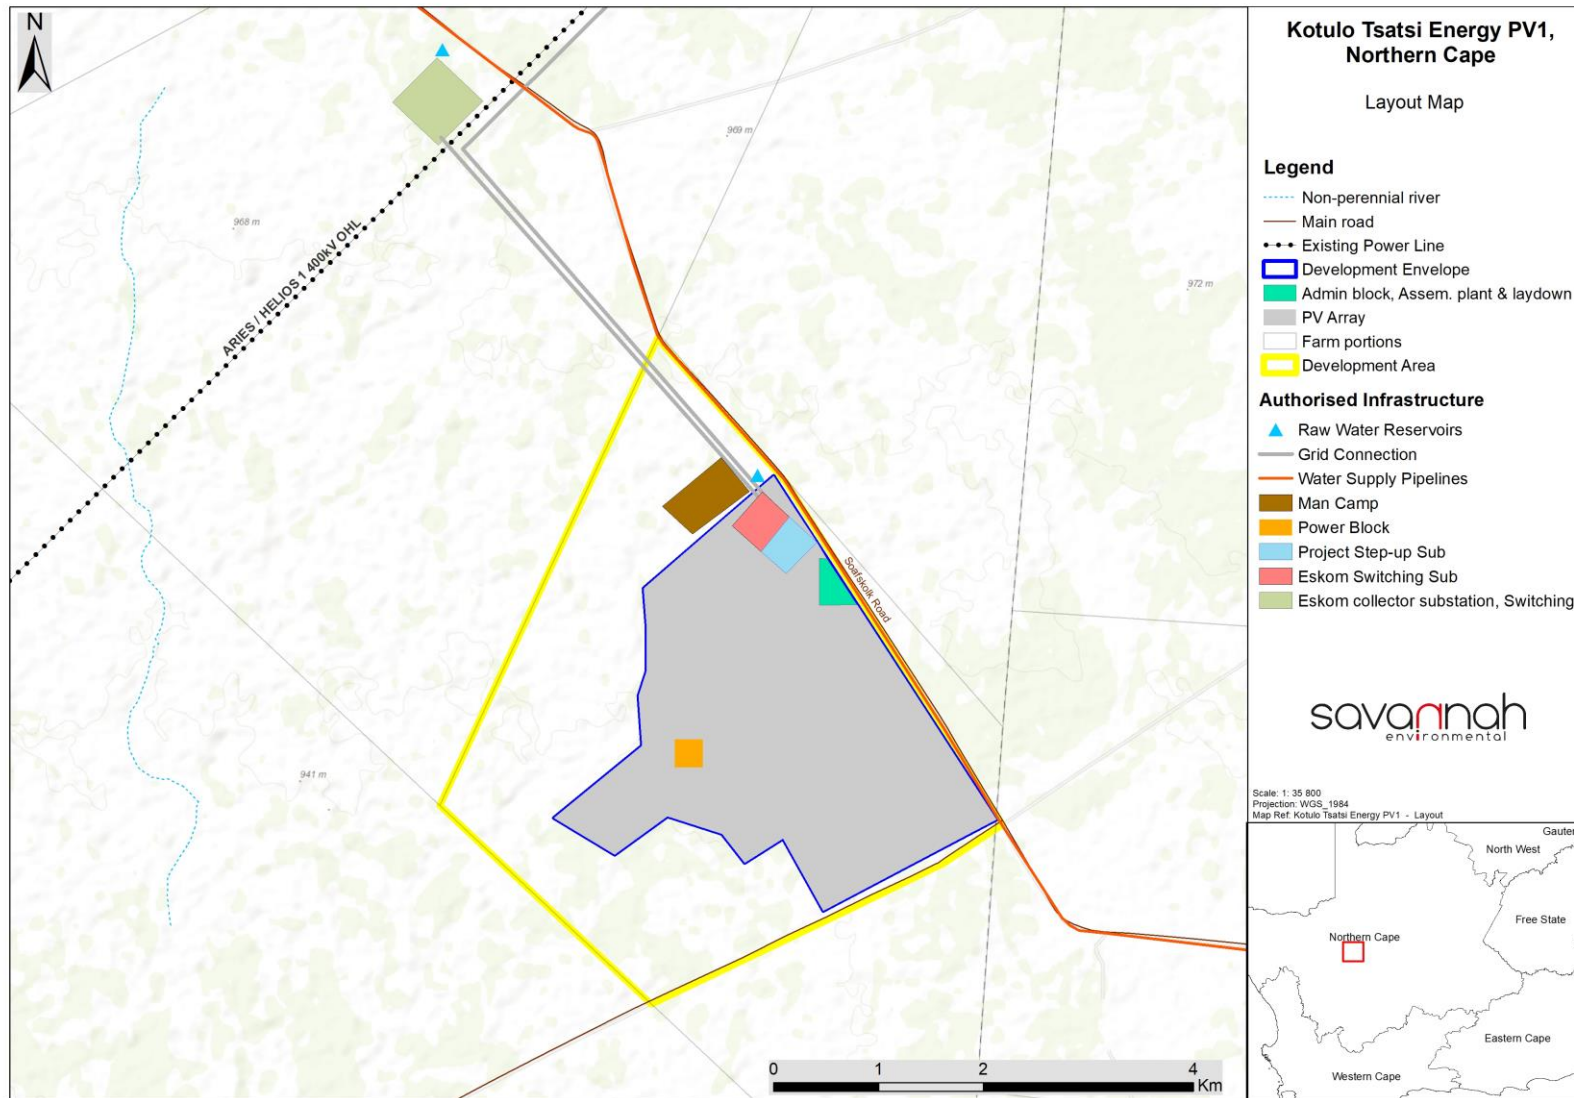 Kotulo Tsatsi Energy PV1,
Northern Cape
Layout Map
Legend
Non-perennial river
Main road
Existing Power Line
Development Envelope
Admin block, Assem. plant & laydown
PV Array
Farm portions
Development Area
Authorised Infrastructure
Raw Water Reservoirs
Grid Connection
Water Supply Pipelines
Man Camp
Power Block
Project Step-up Sub
Eskom Switching Sub
Eskom collector substation, Switching
savannah
environmental
Scale: 1: 35 800
Projection: WGS_1984
Map Ref: Kotulo Tsatsi Energy PV1 - Layout
N
969 m
968 m
972 m
941 m
ARIES / HELIOS 1 400kV OHL
Soafskolk Road
0 1 2 4
Km
Gauten
North West
Free State
Northern Cape
Eastern Cape
Western Cape